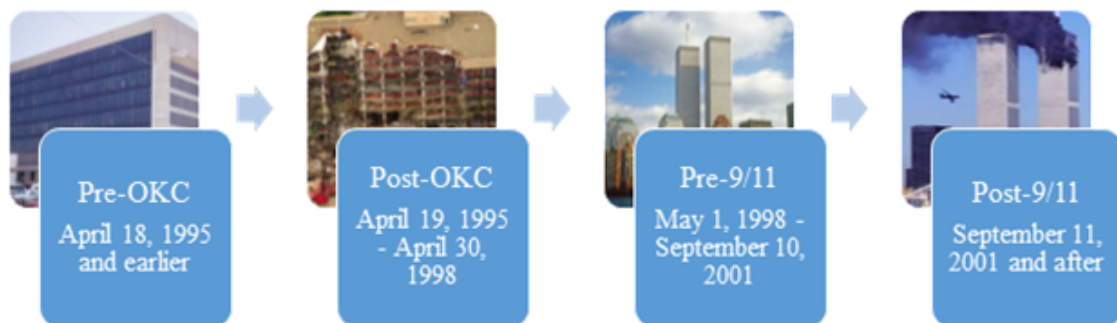 Pre-OKC
April 18, 1995
and earlier
Post-OKC
April 19, 1995
- April 30,
1998
Pre-9/11
May 1, 1998 -
September 10,
2001
Post-9/11
September 11,
2001 and after